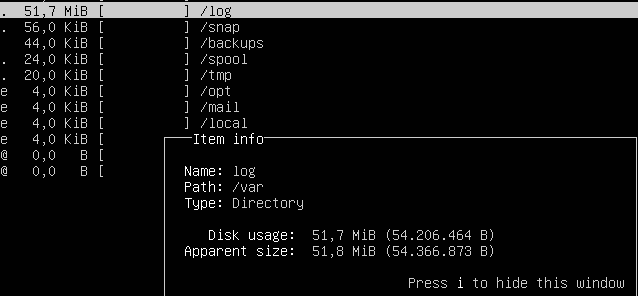 . 51,7 MiB [ ] /log
. 56,0 KiB [ ] /snap
44,0 KiB [ ] /backups
. 24,0 KiB [ ] /spool
. 20,0 KiB [ ] /tmp
e 4,0 KiB [ ] /opt
e 4,0 KiB [ ] /mail
e 4,0 KiB [ ] /local
e 4,0 KiB [
@ 0,0 B [
@ 0,0 B [
Item info
Name: log
Path: /var
Type: Directory
Disk usage: 51,7 MiB (54.206.464 B)
Apparent size: 51,8 MiB (54.366.873 B)
Press i to hide this window